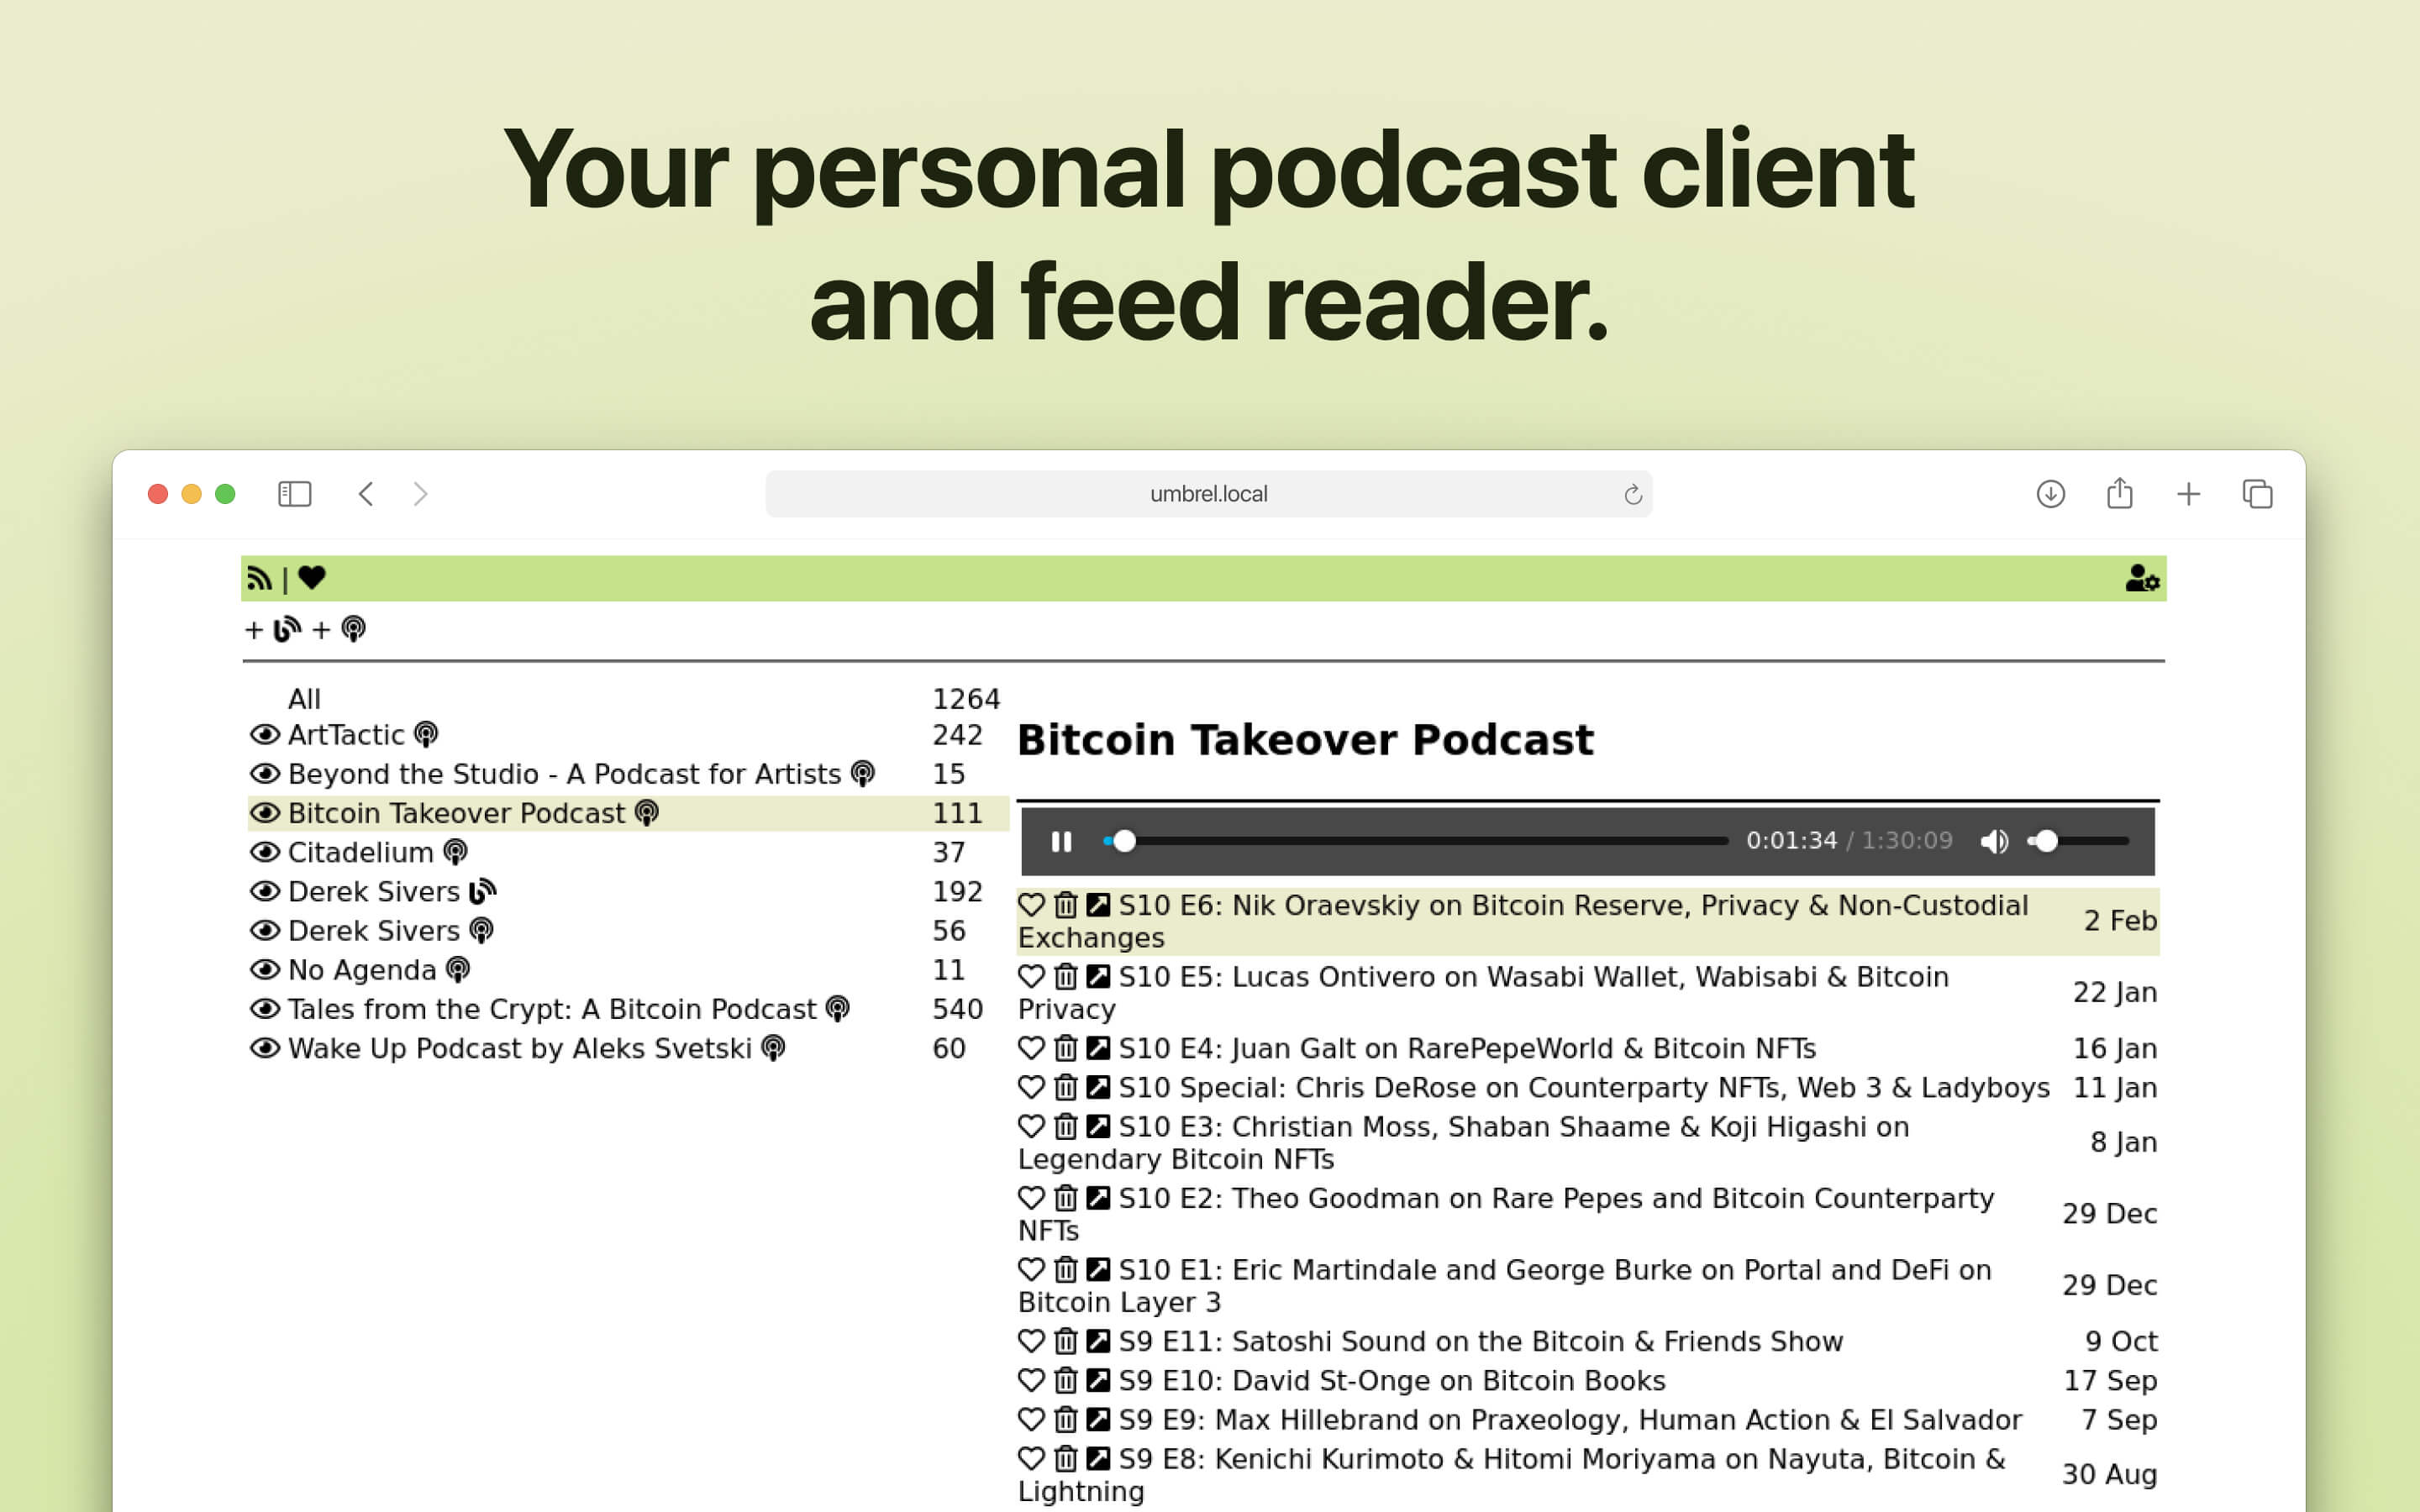 Your personal podcast client
and feed reader.
umbrel.local
|
+ +
All 1264
ArtTactic 242
Beyond the Studio - A Podcast for Artists 15
Bitcoin Takeover Podcast 111
Citadelium 37
Derek Sivers 192
Derek Sivers 56
No Agenda 11
Tales from the Crypt: A Bitcoin Podcast 540
Wake Up Podcast by Aleks Svetski 60
Bitcoin Takeover Podcast
0:01:34 / 1:30:09
S10 E6: Nik Oraevskiy on Bitcoin Reserve, Privacy & Non-Custodial
Exchanges
2 Feb
S10 E5: Lucas Ontivero on Wasabi Wallet, Wabisabi & Bitcoin
Privacy
22 Jan
S10 E4: Juan Galt on RarePepeWorld & Bitcoin NFTs 16 Jan
S10 Special: Chris DeRose on Counterparty NFTs, Web 3 & Ladyboys 11 Jan
S10 E3: Christian Moss, Shaban Shaame & Koji Higashi on
Legendary Bitcoin NFTs
8 Jan
S10 E2: Theo Goodman on Rare Pepes and Bitcoin Counterparty
NFTs
29 Dec
S10 E1: Eric Martindale and George Burke on Portal and DeFi on
Bitcoin Layer 3
29 Dec
S9 E11: Satoshi Sound on the Bitcoin & Friends Show 9 Oct
S9 E10: David St-Onge on Bitcoin Books 17 Sep
S9 E9: Max Hillebrand on Praxeology, Human Action & El Salvador 7 Sep
S9 E8: Kenichi Kurimoto & Hitomi Moriyama on Nayuta, Bitcoin &
Lightning
30 Aug